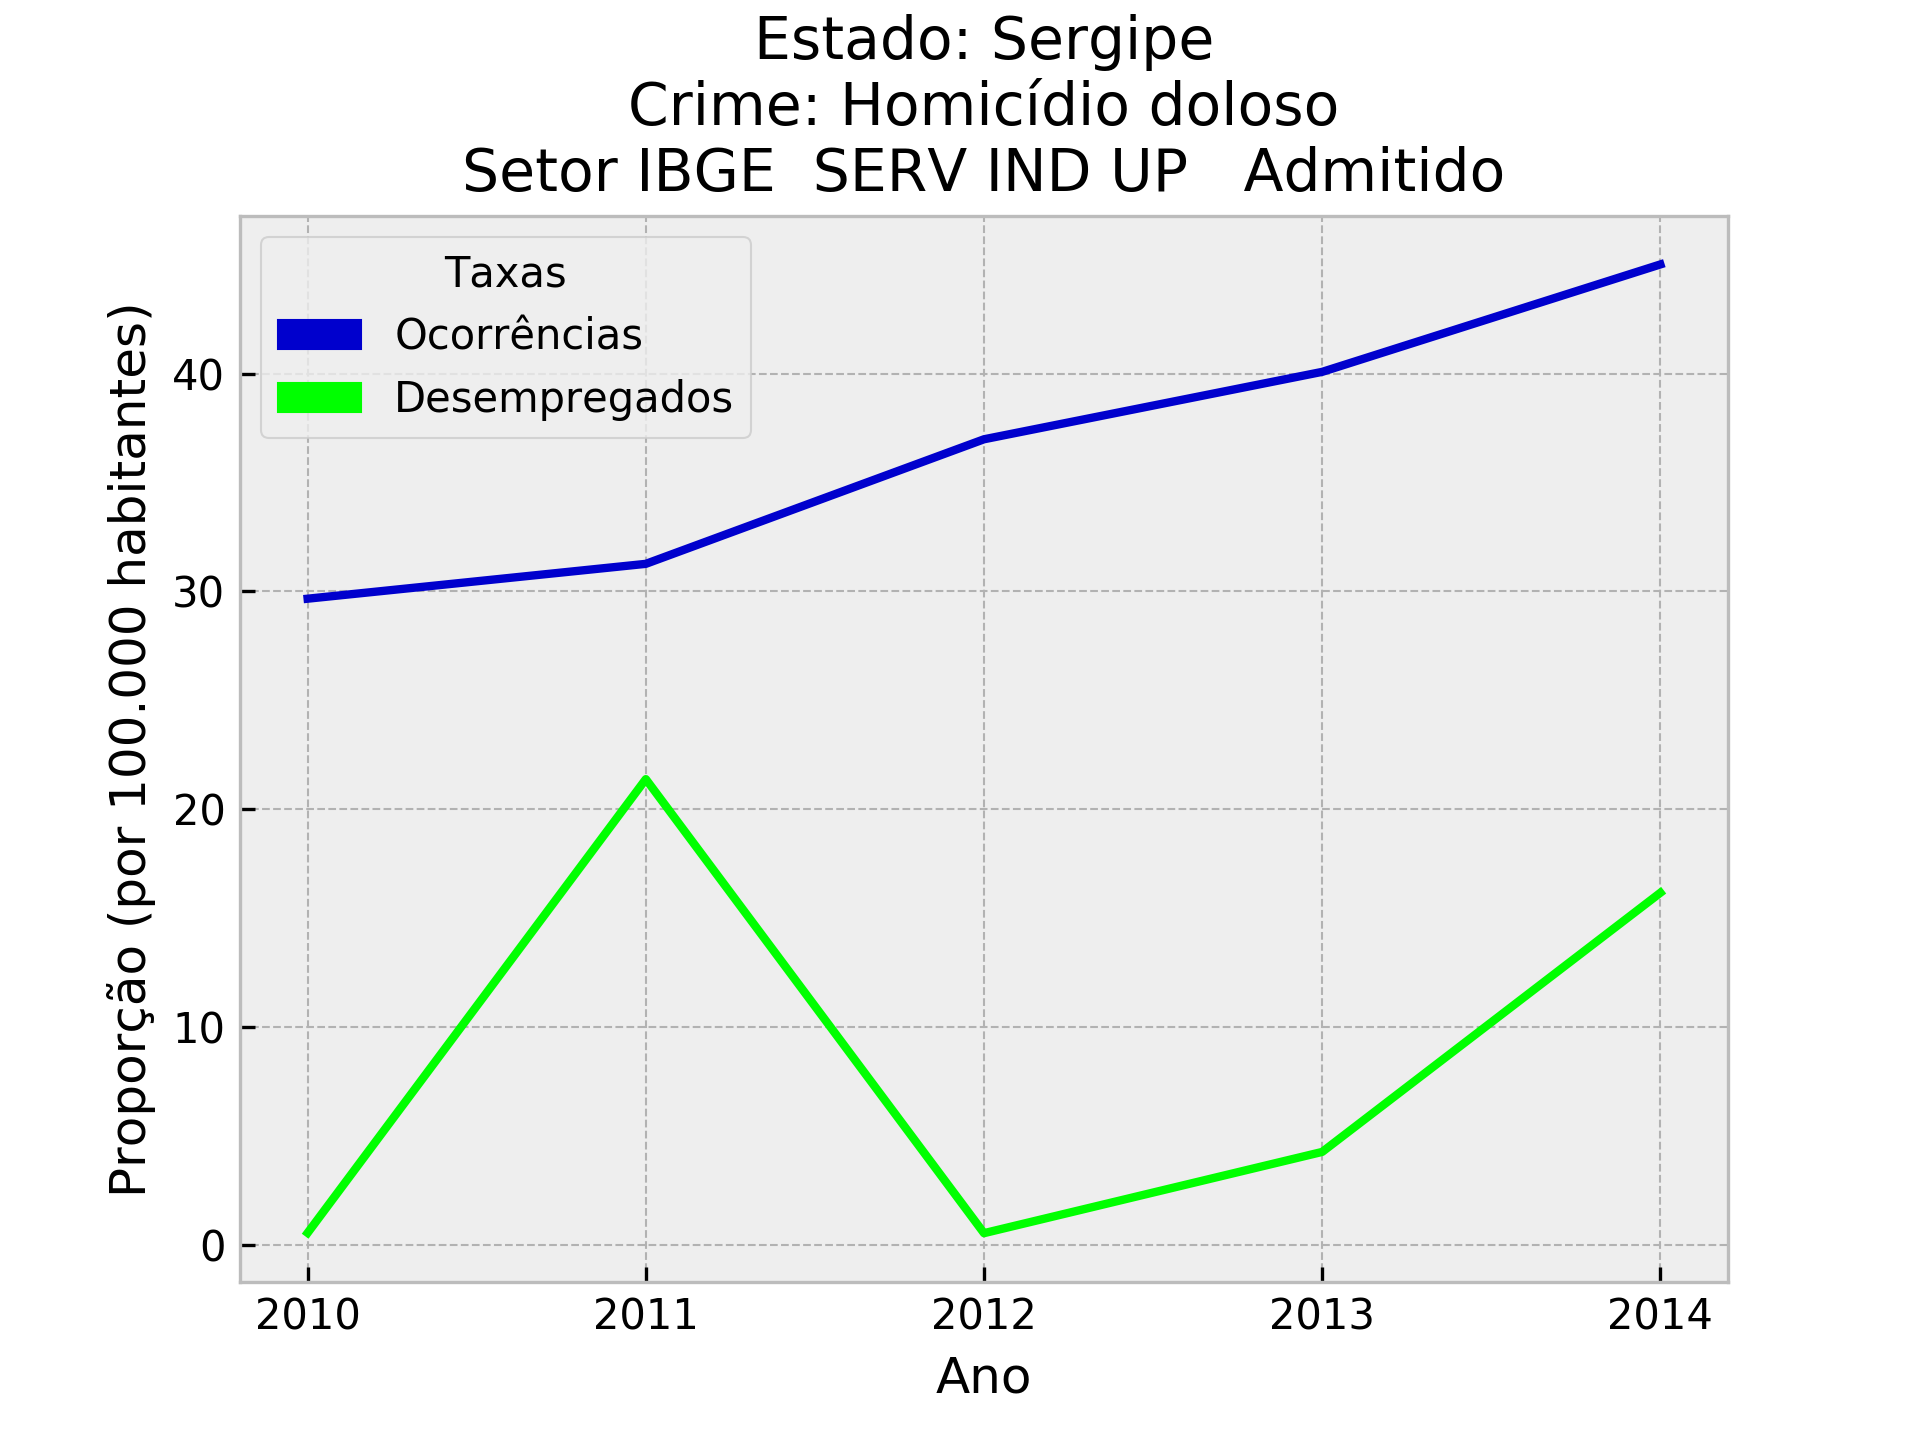 Estado: Sergipe
Crime: Homicídio doloso
Setor IBGE  SERV IND UP   Admitido
Taxas
Ocorrências
Desempregados
Proporção (por 100.000 habitantes)
40
30
20
10
0
2010 2011 2012 2013 2014
Ano